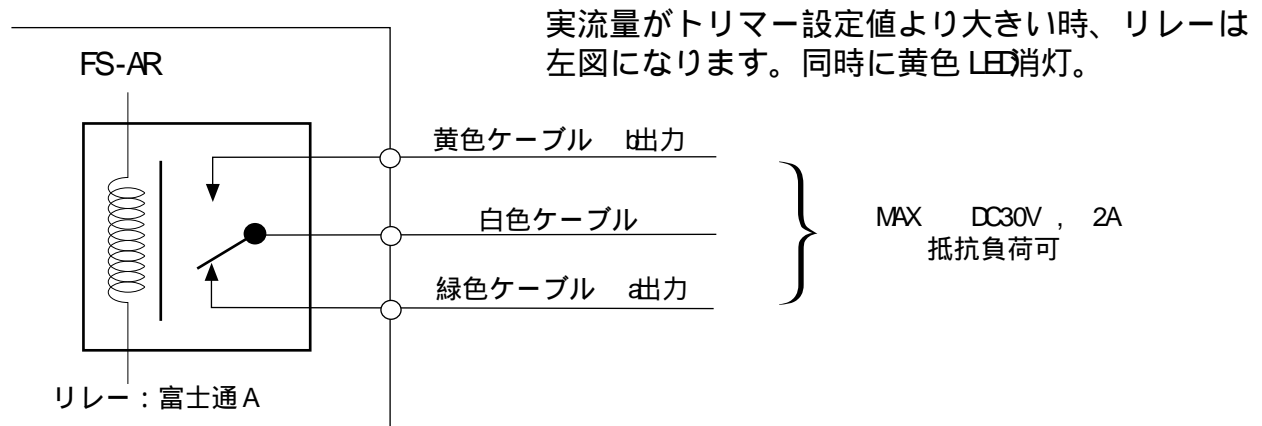 実流量がトリマー設定値より大きい時、リレーは
左図になります。同時に黄色LED消灯。
FS-AR
黄色ケーブル b出力
白色ケーブル
緑色ケーブル a出力
MAX DC30V , 2A
抵抗負荷可
リレー：富士通A